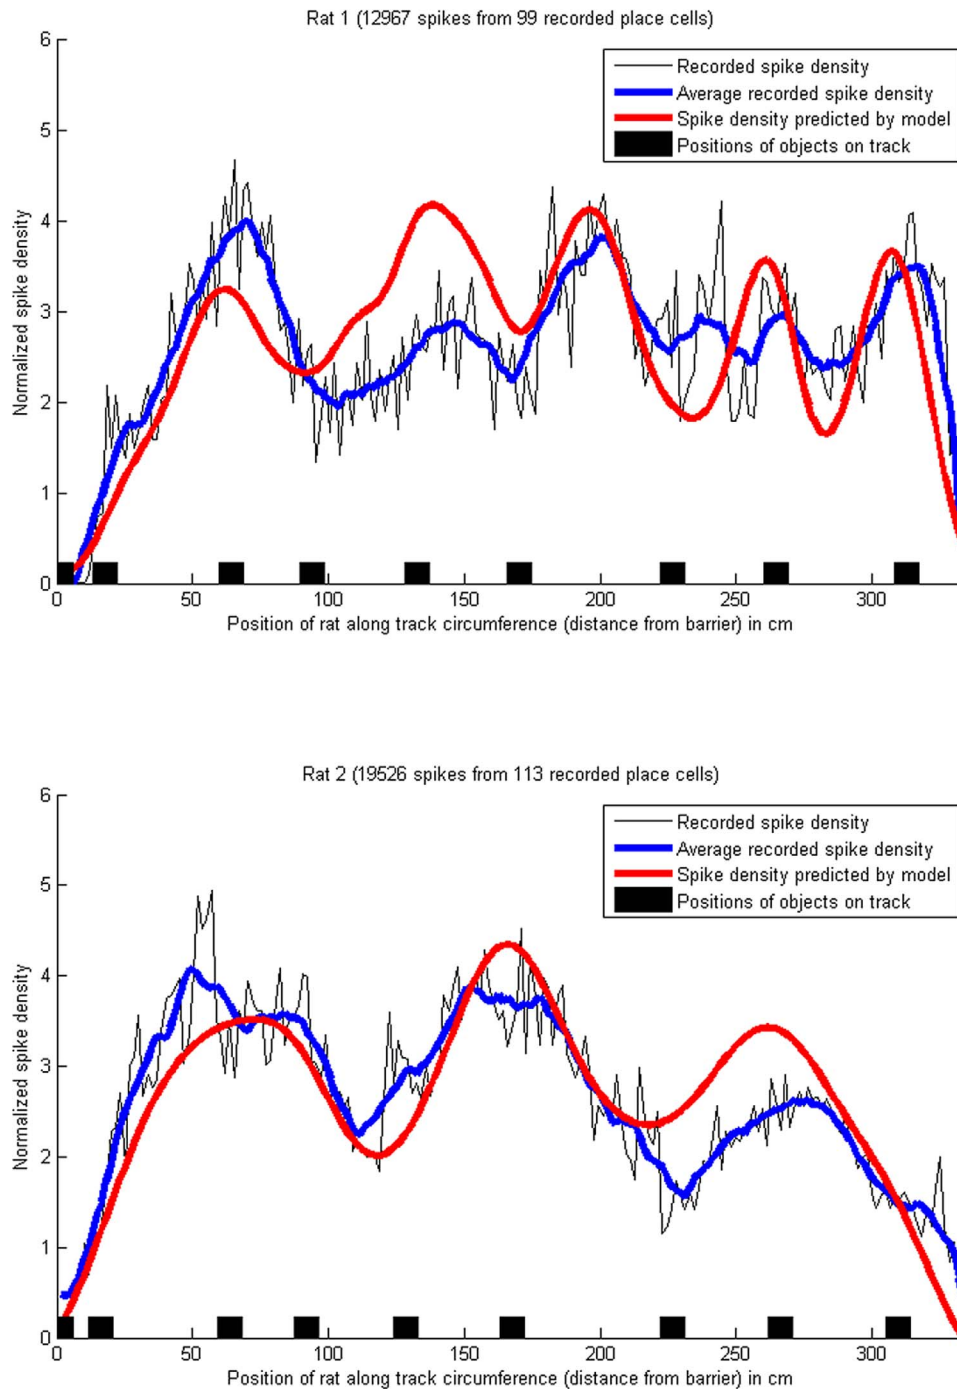 Rat 1 (12967 spikes from 99 recorded place cells)
6
Recorded spike density
Average recorded spike density
5
Spike density predicted by model
Positions of objects on track
4
Normalized spike density
3
2
1
0
0 50 100 150 200 250 300
Position of rat along track circumference (distance from barrier) in cm
Rat 2 (19526 spikes from 113 recorded place cells)
6
Recorded spike density
Average recorded spike density
5
Spike density predicted by model
Positions of objects on track
4
Normalized spike density
3
2
1
0
0 50 100 150 200 250 300
Position of rat along track circumference (distance from barrier) in cm